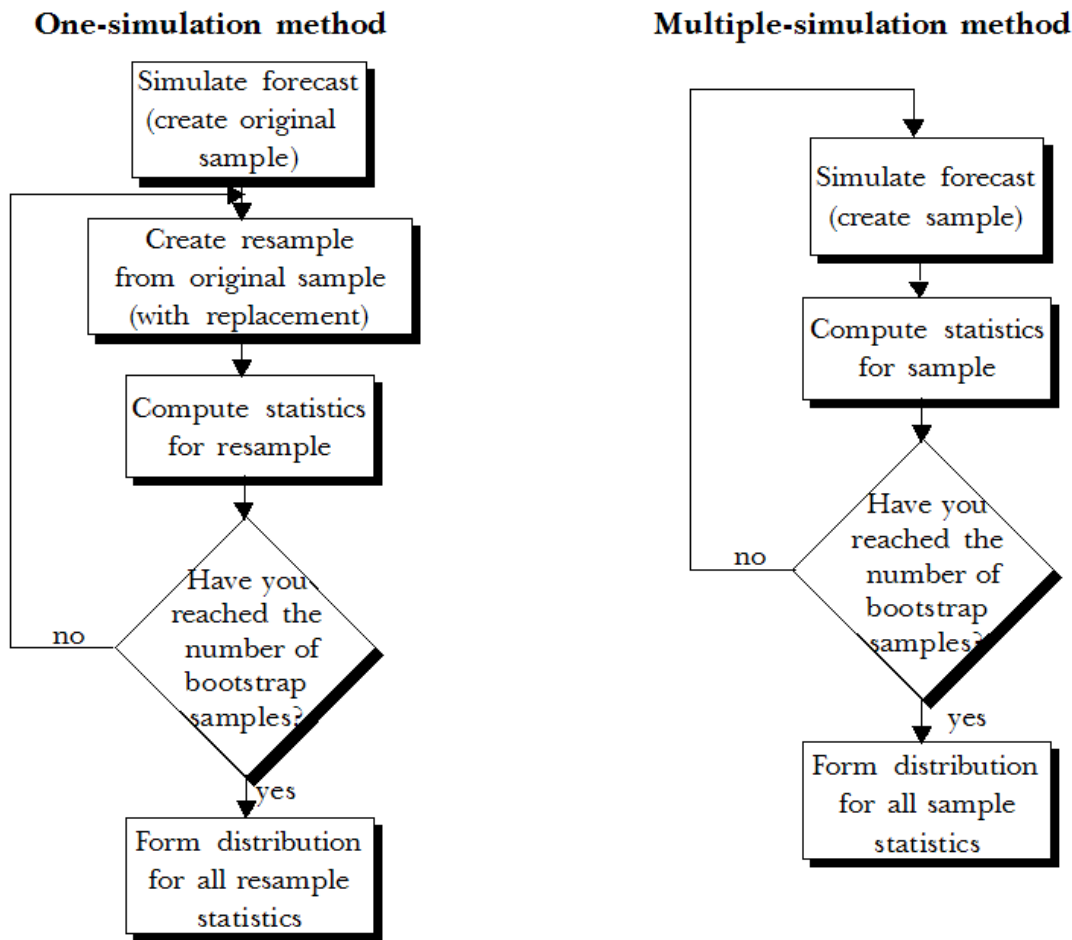 One-simulation method
Simulate forecast
(create original
sample)
Create resample
from original sample
(with replacement)
Compute statistics
for resample
Have you
reached the
number of
bootstrap
samples?
no
yes
Form distribution
for all resample
statistics
Multiple-simulation method
Simulate forecast
(create sample)
Compute statistics
for sample
Have you
reached the
number of
bootstrap
samples?
no
yes
Form distribution
for all sample
statistics